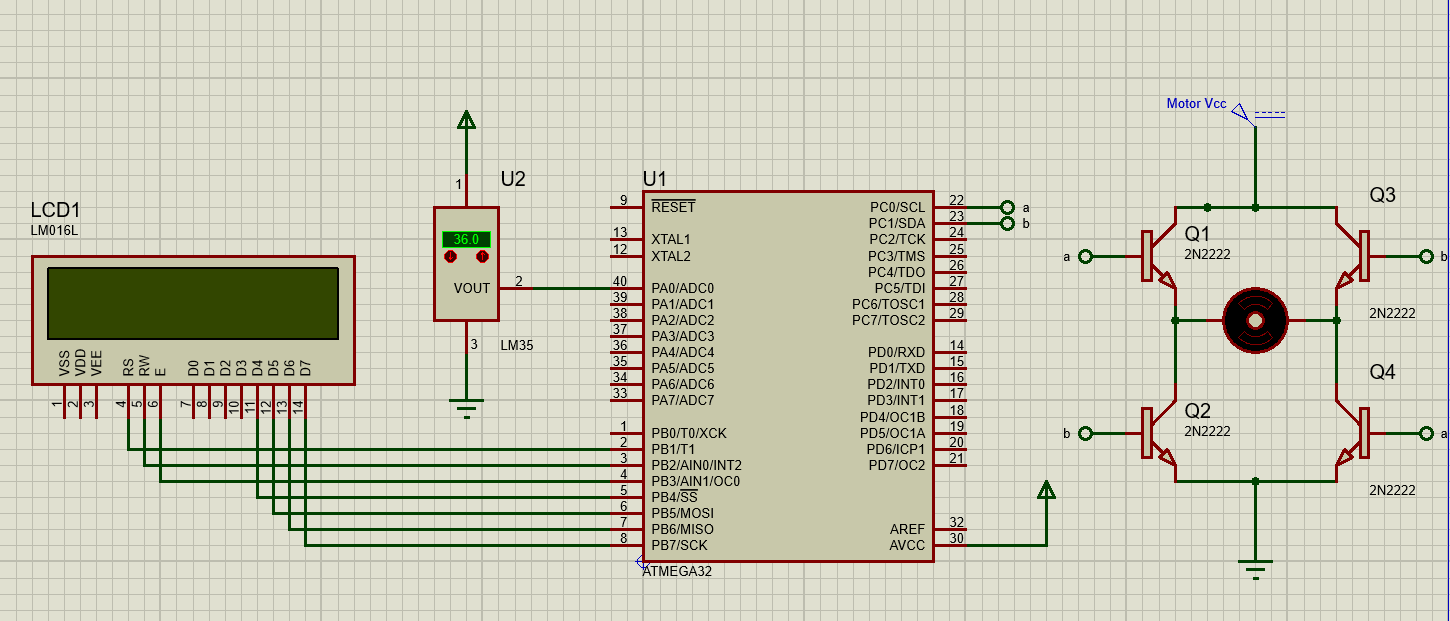 LCD1
LM016L
VSS
VDD
VEE
RS
RW
E
D0
D1
D2
D3
D4
D5
D6
D7
1
2
3
4
5
6
7
8
9
10
11
12
13
14
U2
1
36.0
VOUT
2
3
LM35
U1
9
RESET
13
XTAL1
12
XTAL2
40
PA0/ADC0
39
PA1/ADC1
38
PA2/ADC2
37
PA3/ADC3
36
PA4/ADC4
35
PA5/ADC5
34
PA6/ADC6
33
PA7/ADC7
1
PB0/T0/XCK
2
PB1/T1
3
PB2/AIN0/INT2
4
PB3/AIN1/OC0
5
PB4/SS
6
PB5/MOSI
7
PB6/MISO
8
PB7/SCK
PC0/SCL
22
a
PC1/SDA
23
b
PC2/TCK
24
PC3/TMS
25
PC4/TDO
26
PC5/TDI
27
PC6/TOSC1
28
PC7/TOSC2
29
PD0/RXD
14
PD1/TXD
15
PD2/INT0
16
PD3/INT1
17
PD4/OC1B
18
PD5/OC1A
19
PD6/ICP1
20
PD7/OC2
21
AREF
32
AVCC
30
ATMEGA32
Motor Vcc
Q1
2N2222
a
Q3
2N2222
b
Q2
2N2222
b
Q4
2N2222
a